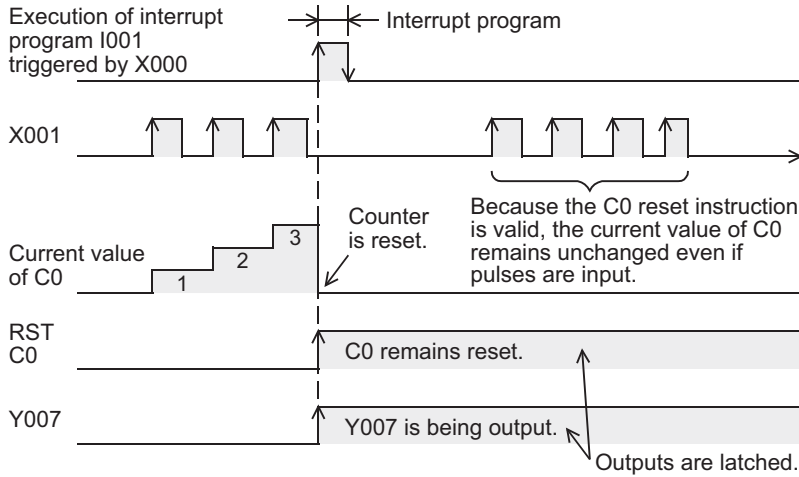 Execution of interrupt
program I001
triggered by X000
Interrupt program
X001
Because the C0 reset instruction
is valid, the current value of C0
remains unchanged even if
pulses are input.
Counter
is reset.
Current value
of C0
1
2
3
RST
C0
C0 remains reset.
Y007
Y007 is being output.
Outputs are latched.